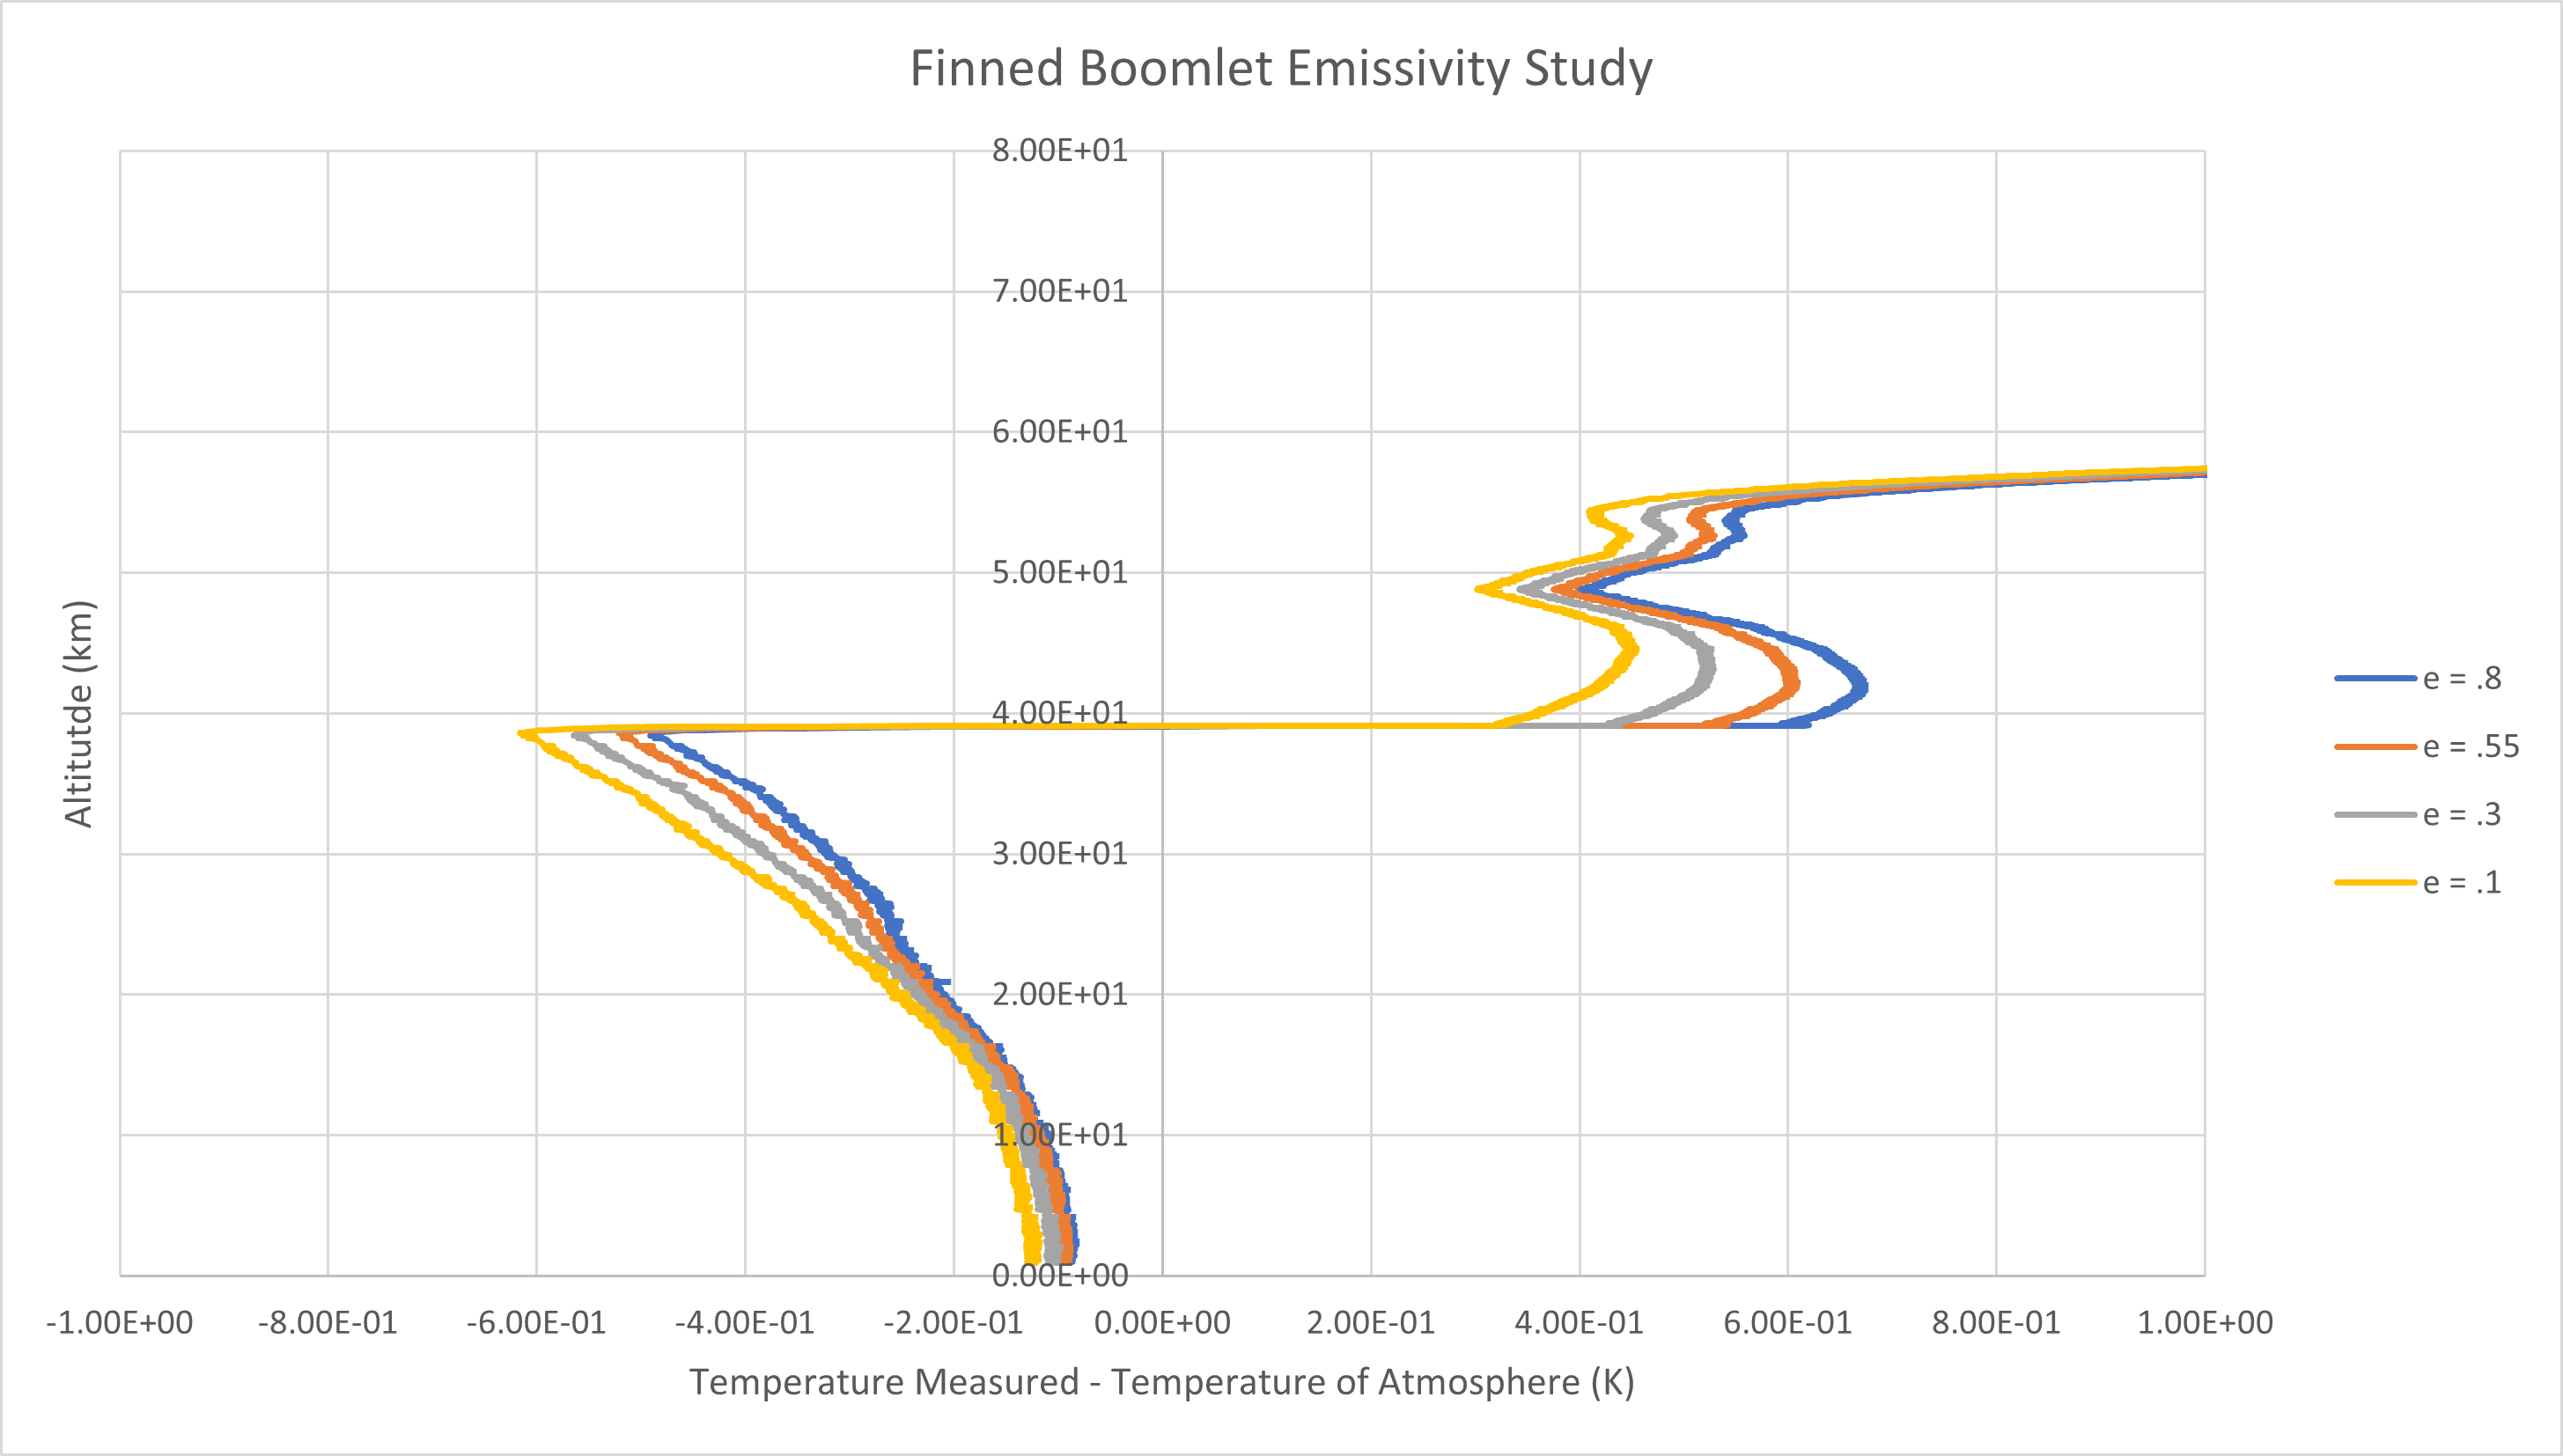 Finned Boomlet Emissivity Study
8.00E+01
7.00E+01
6.00E+01
5.00E+01
4.00E+01
3.00E+01
2.00E+01
1.00E+01
0.00E+00
Altitutde (km)
-1.00E+00 -8.00E-01 -6.00E-01 -4.00E-01 -2.00E-01 0.00E+00 2.00E-01 4.00E-01 6.00E-01 8.00E-01 1.00E+00
Temperature Measured - Temperature of Atmosphere (K)
e = .8
e = .55
e = .3
e = .1